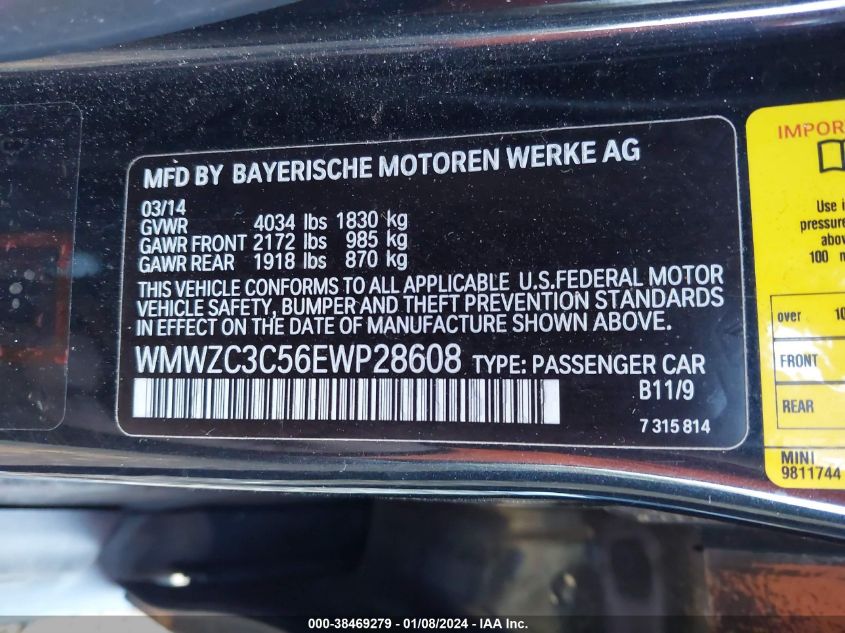 MFD BY BAYERISCHE MOTOREN WERKE AG
03/14
GVWR 4034 lbs 1830 kg
GAWR FRONT 2172 lbs 985 kg
GAWR REAR 1918 lbs 870 kg
THIS VEHICLE CONFORMS TO ALL APPLICABLE U.S.FEDERAL MOTOR
VEHICLE SAFETY, BUMPER AND THEFT PREVENTION STANDARDS
IN EFFECT ON THE DATE OF MANUFACTURE SHOWN ABOVE.
WMWZC3C56EWP28608 TYPE: PASSENGER CAR
B11/9
7 315 814
IMPOR
Use i
pressure
abov
100 m
over 10
FRONT
REAR
MINI
9811744
000-38469279 - 01/08/2024 - IAAI, Inc.